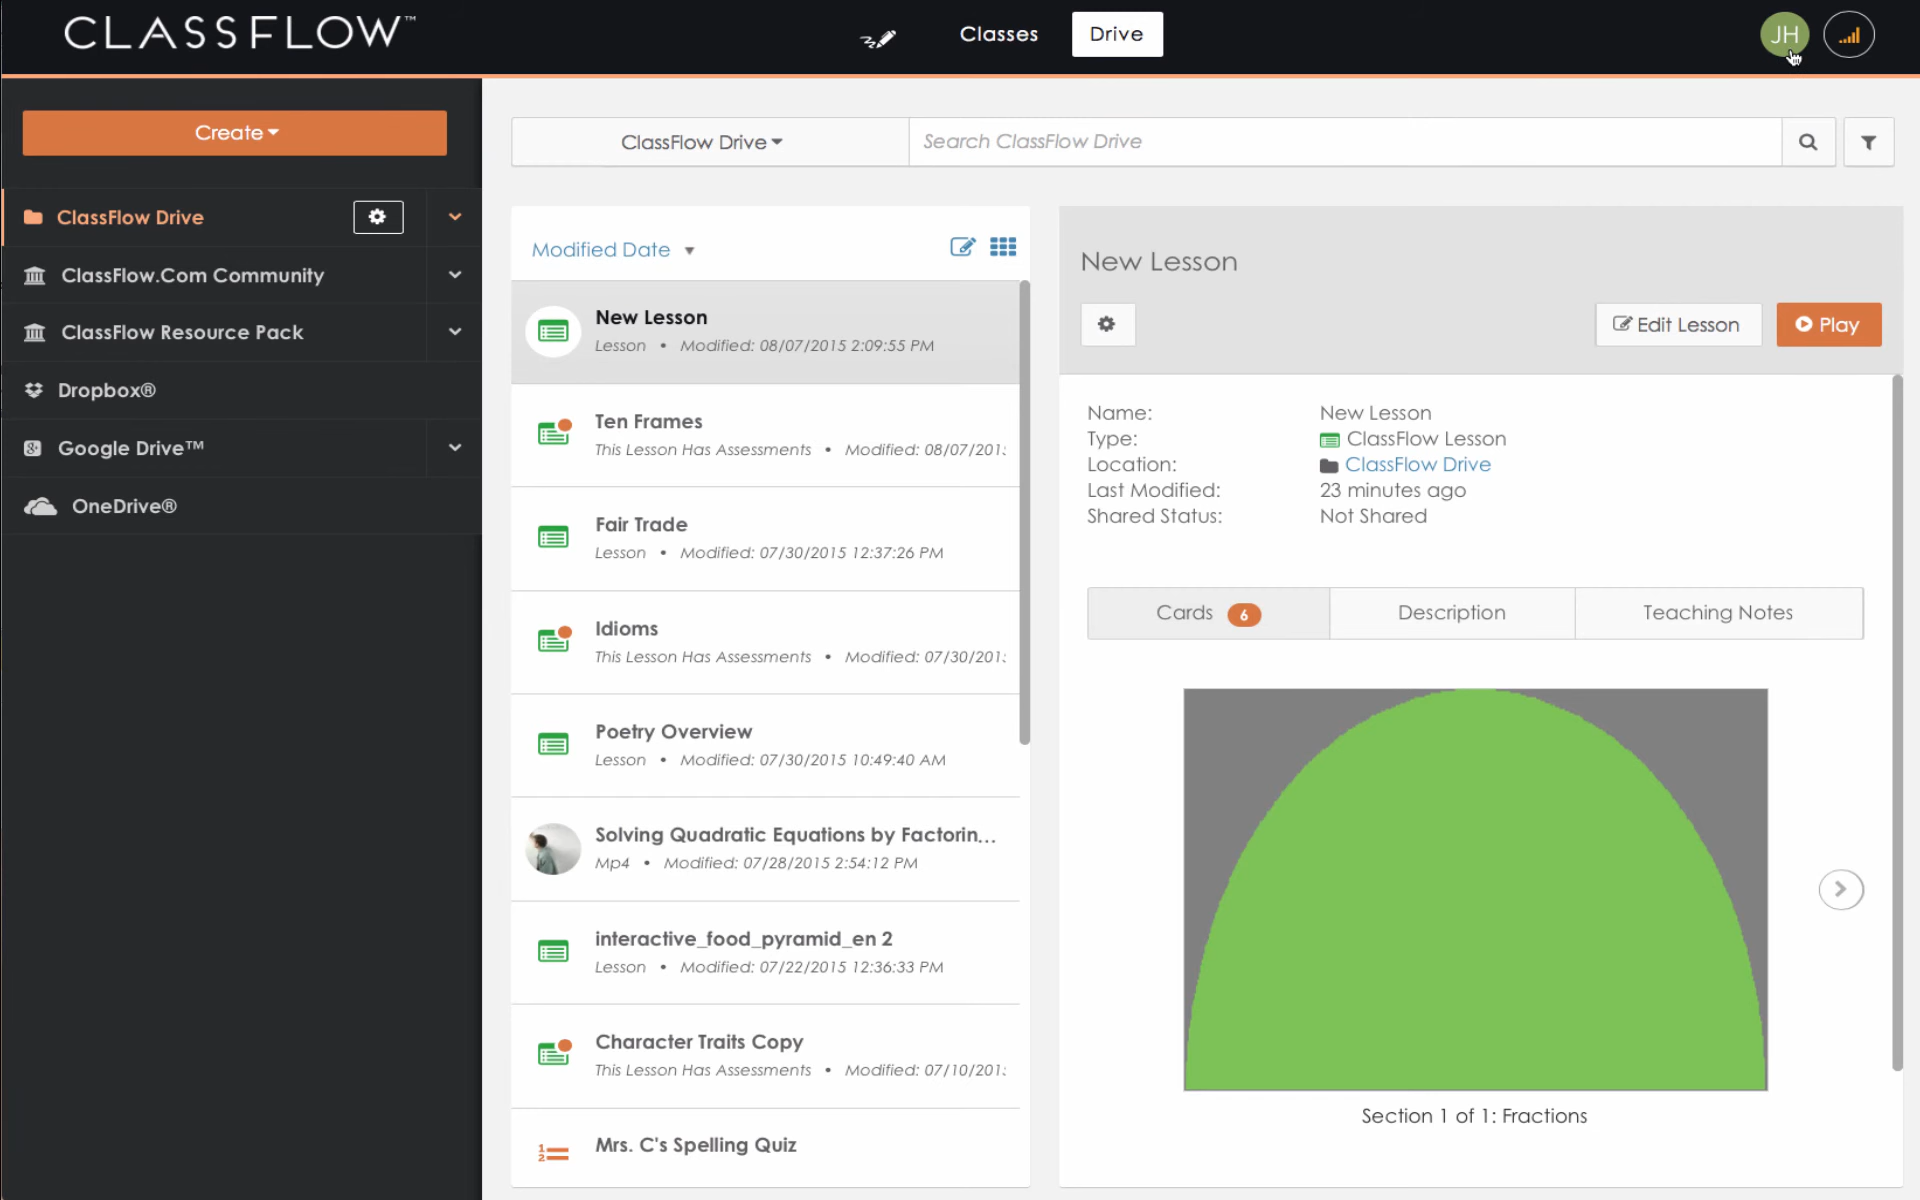 CLASSFLOW™
Classes
Drive
JH
Create
ClassFlow Drive
ClassFlow.Com Community
ClassFlow Resource Pack
Dropbox®
Google Drive™
OneDrive®
ClassFlow Drive
Search ClassFlow Drive
Modified Date
New Lesson
Lesson • Modified: 08/07/2015 2:09:55 PM
Ten Frames
This Lesson Has Assessments • Modified: 08/07/201
Fair Trade
Lesson • Modified: 07/30/2015 12:37:26 PM
Idioms
This Lesson Has Assessments • Modified: 07/30/201
Poetry Overview
Lesson • Modified: 07/30/2015 10:49:40 AM
Solving Quadratic Equations by Factorin...
Mp4 • Modified: 07/28/2015 2:54:12 PM
interactive_food_pyramid_en 2
Lesson • Modified: 07/22/2015 12:36:33 PM
Character Traits Copy
This Lesson Has Assessments • Modified: 07/10/201
Mrs. C's Spelling Quiz
New Lesson
Edit Lesson
Play
Name: New Lesson
Type: ClassFlow Lesson
Location: ClassFlow Drive
Last Modified: 23 minutes ago
Shared Status: Not Shared
Cards 6
Description
Teaching Notes
Section 1 of 1: Fractions